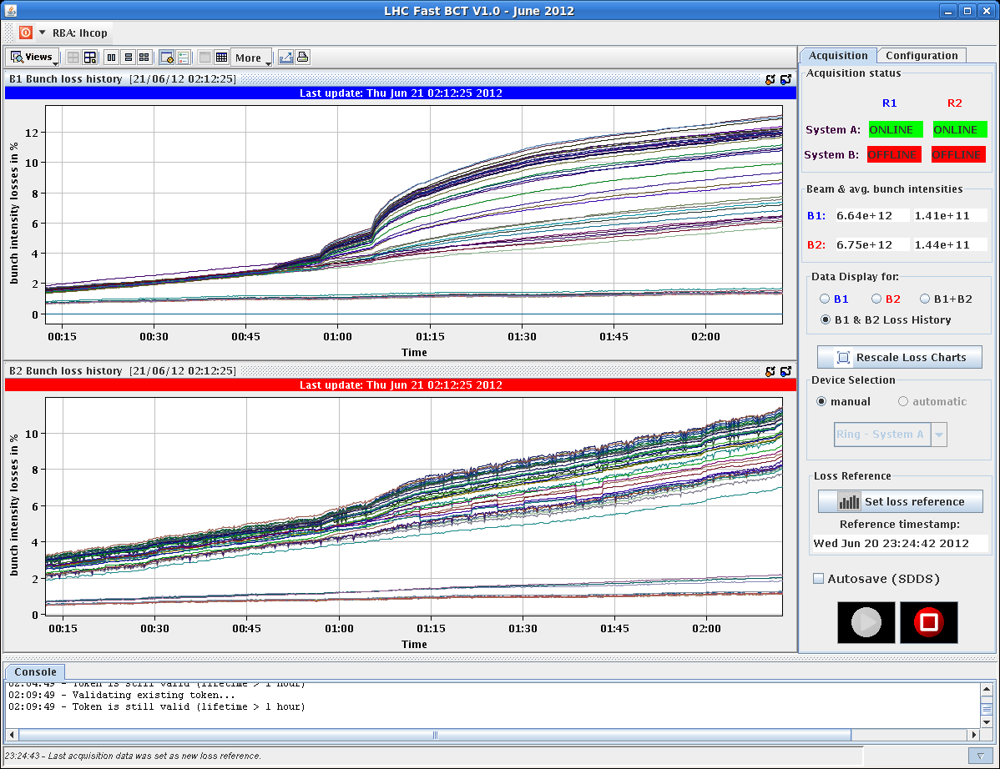 LHC Fast BCT V1.0 - June 2012
RBA: lhcop
Views
More
B1 Bunch loss history [21/06/12 02:12:25]
Last update: Thu Jun 21 02:12:25 2012
bunch intensity losses in %
12
10
8
6
4
2
0
00:15 00:30 00:45 01:00 01:15 01:30 01:45 02:00
Time
B2 Bunch loss history [21/06/12 02:12:25]
Last update: Thu Jun 21 02:12:25 2012
bunch intensity losses in %
10
8
6
4
2
0
00:15 00:30 00:45 01:00 01:15 01:30 01:45 02:00
Time
Acquisition Configuration
Acquisition status
R1 R2
System A: ONLINE ONLINE
System B: OFFLINE OFFLINE
Beam & avg. bunch intensities
B1: 6.64e+12 1.41e+11
B2: 6.75e+12 1.44e+11
Data Display for:
B1 B2 B1+B2
B1 & B2 Loss History
Rescale Loss Charts
Device Selection
manual automatic
Ring - System A
Loss Reference
Set loss reference
Reference timestamp:
Wed Jun 20 23:24:42 2012
Autosave (SDDS)
Console
02:04:49 - Token is still valid (lifetime > 1 hour)
02:09:49 - Validating existing token...
02:09:49 - Token is still valid (lifetime > 1 hour)
23:24:43 - Last acquisition data was set as new loss reference.